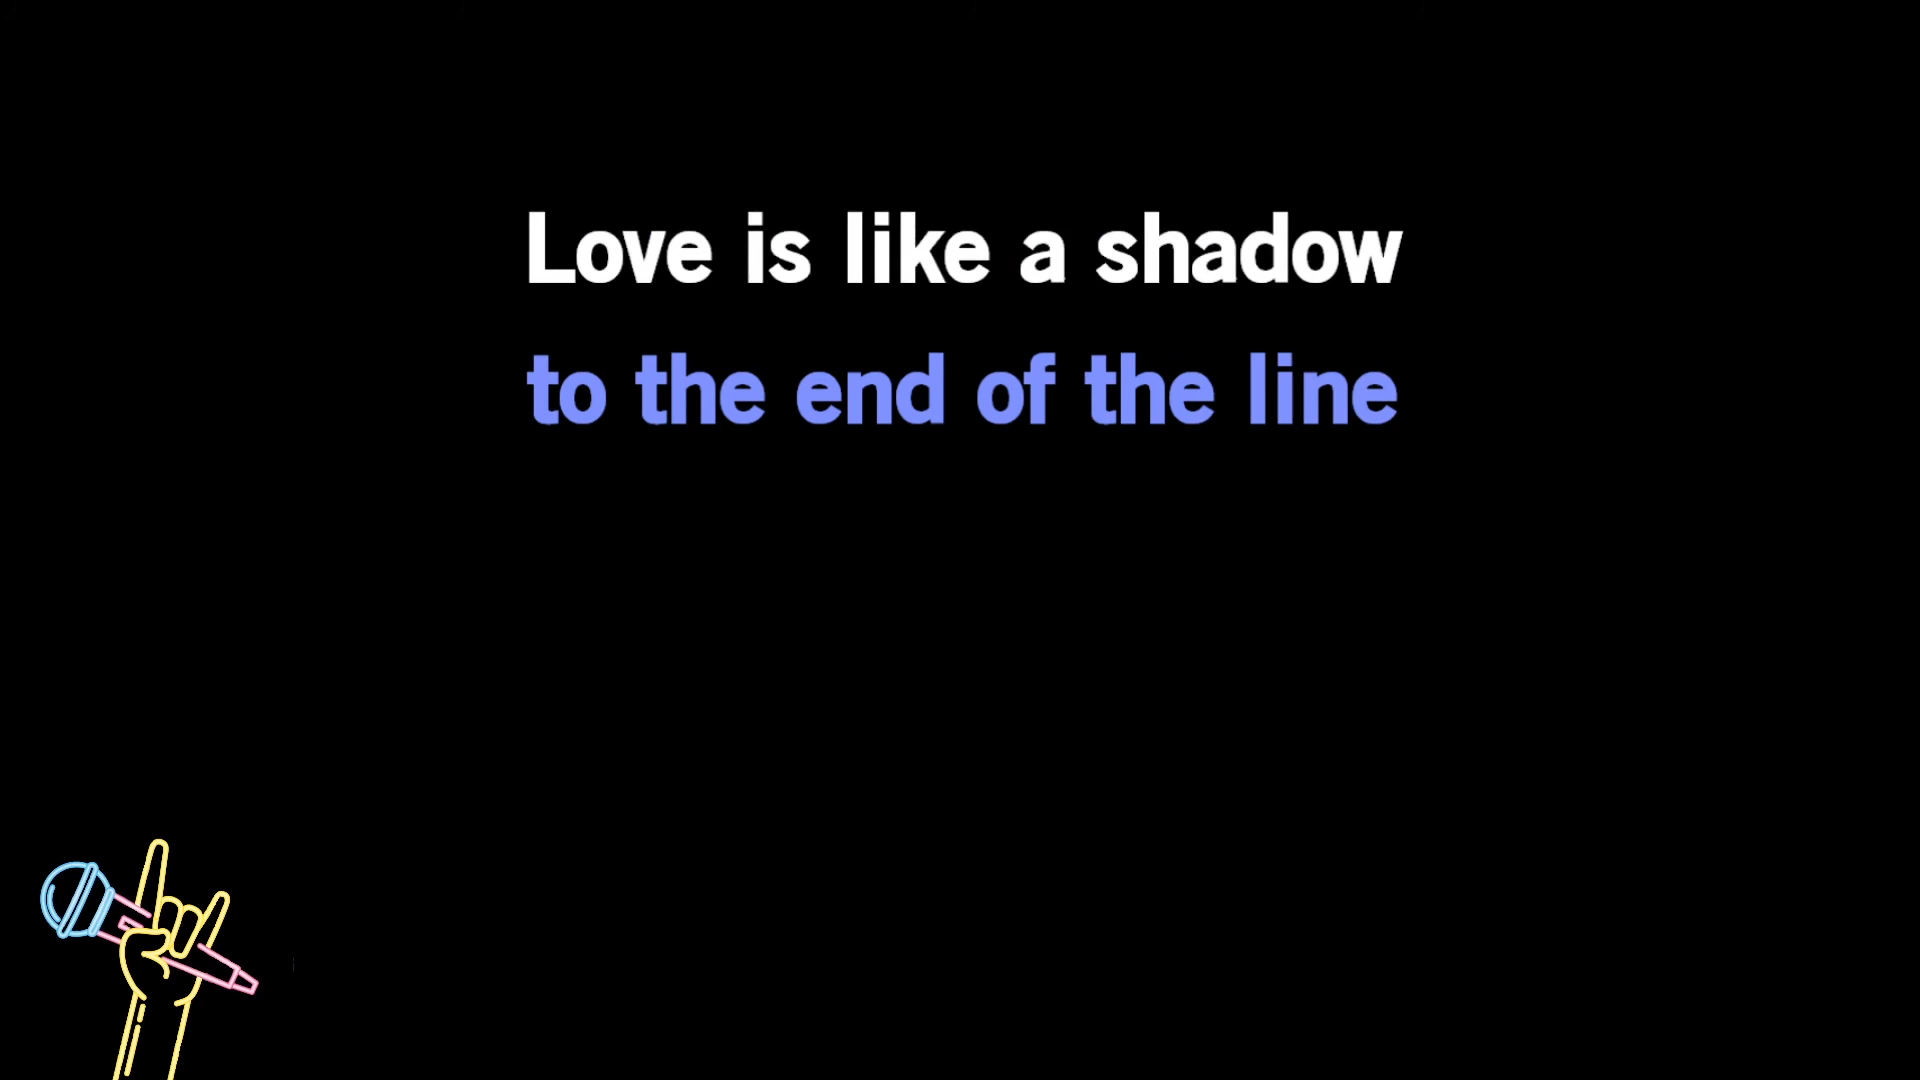 Love is like a shadow
to the end of the line